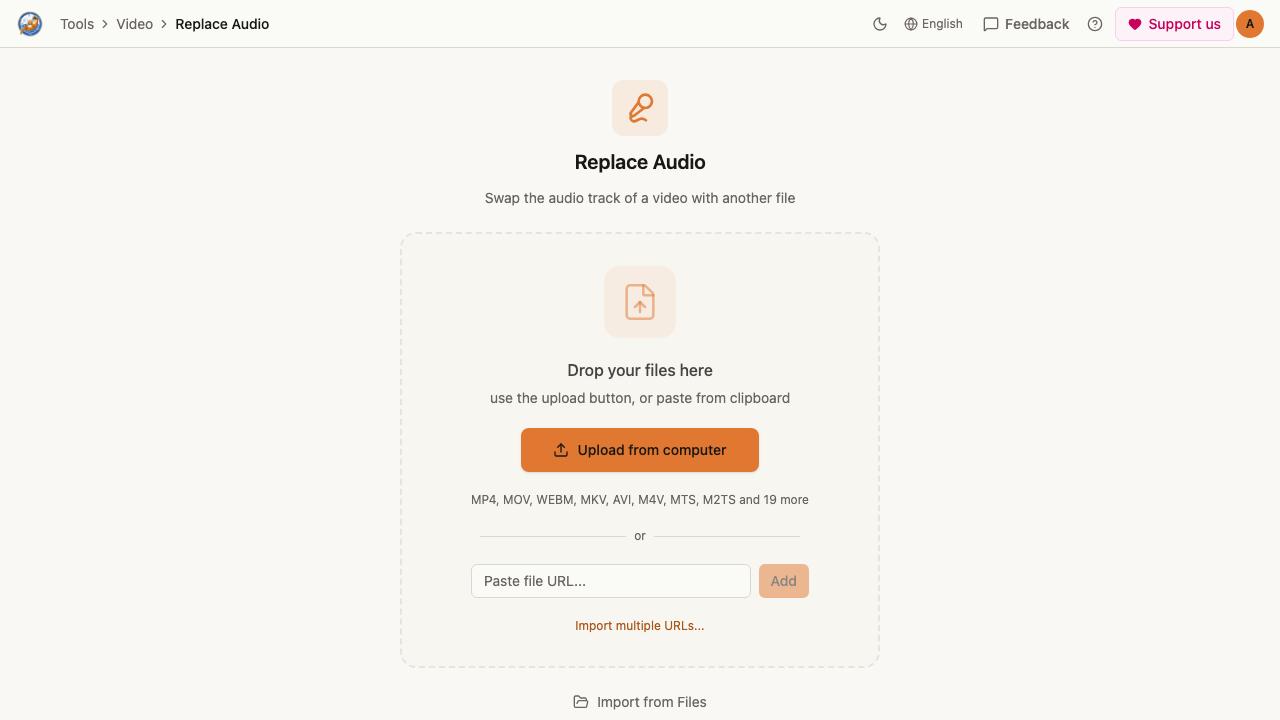 Tools > Video > Replace Audio
English
Feedback
Support us
A
Replace Audio
Swap the audio track of a video with another file
Drop your files here
use the upload button, or paste from clipboard
Upload from computer
MP4, MOV, WEBM, MKV, AVI, M4V, MTS, M2TS and 19 more
or
Paste file URL...
Add
Import multiple URLs...
Import from Files